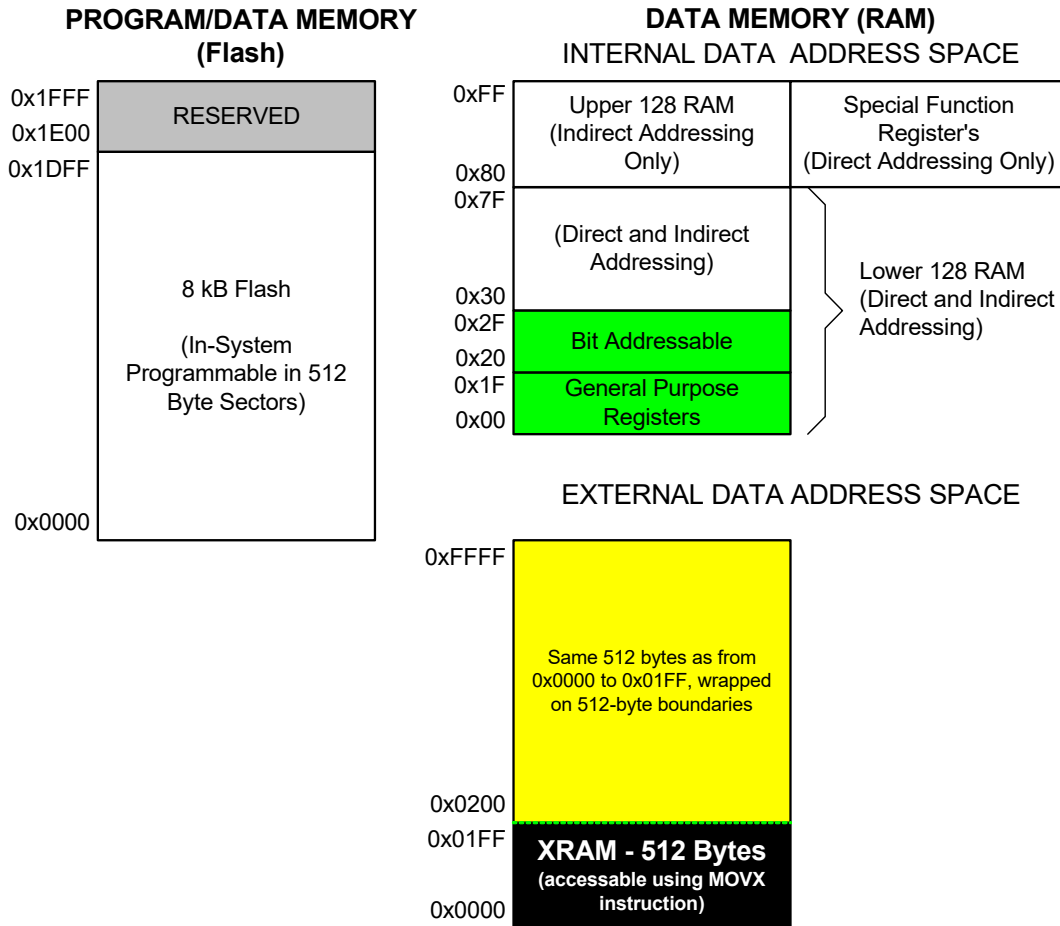 PROGRAM/DATA MEMORY
(Flash)
0x1FFF
RESERVED
0x1E00
0x1DFF
8 kB Flash
(In-System
Programmable in 512
Byte Sectors)
0x0000
DATA MEMORY (RAM)
INTERNAL DATA ADDRESS SPACE
0xFF
Upper 128 RAM
(Indirect Addressing
Only)
0x80
Special Function
Register's
(Direct Addressing Only)
0x7F
(Direct and Indirect
Addressing)
0x30
0x2F
Bit Addressable
0x20
0x1F
General Purpose
Registers
0x00
Lower 128 RAM
(Direct and Indirect
Addressing)
EXTERNAL DATA ADDRESS SPACE
0xFFFF
Same 512 bytes as from
0x0000 to 0x01FF, wrapped
on 512-byte boundaries
0x0200
0x01FF
XRAM - 512 Bytes
(accessable using MOVX
instruction)
0x0000